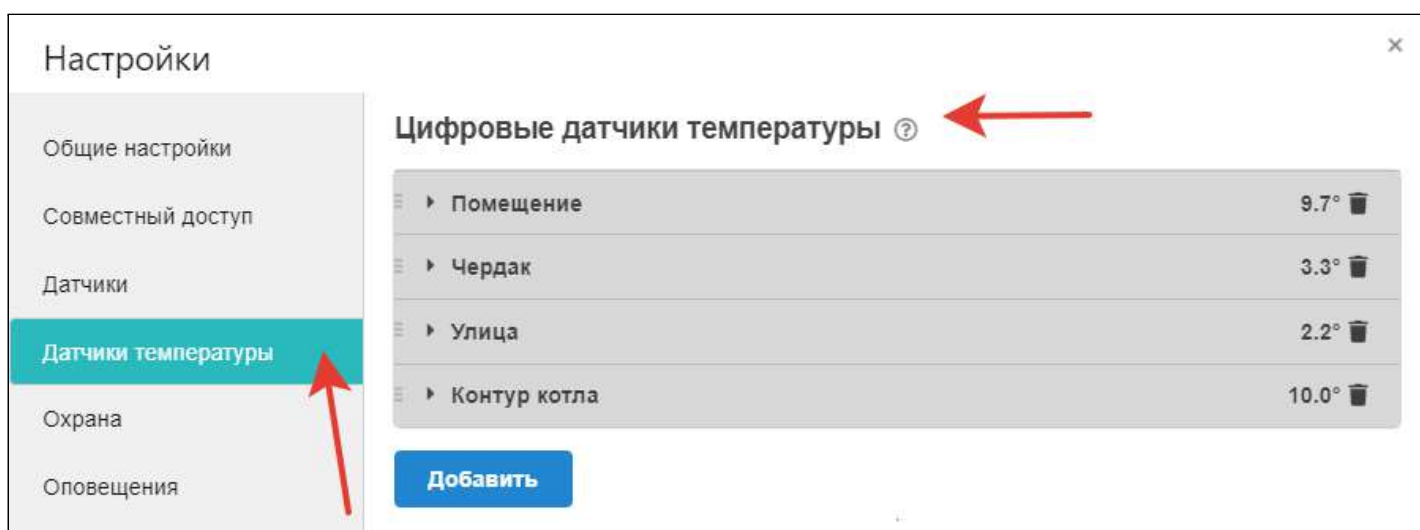 Настройки
×
Общие настройки
Совместный доступ
Датчики
Датчики температуры
Охрана
Оповещения
Цифровые датчики температуры ?
Помещение 9.7°
Чердак 3.3°
Улица 2.2°
Контур котла 10.0°
Добавить